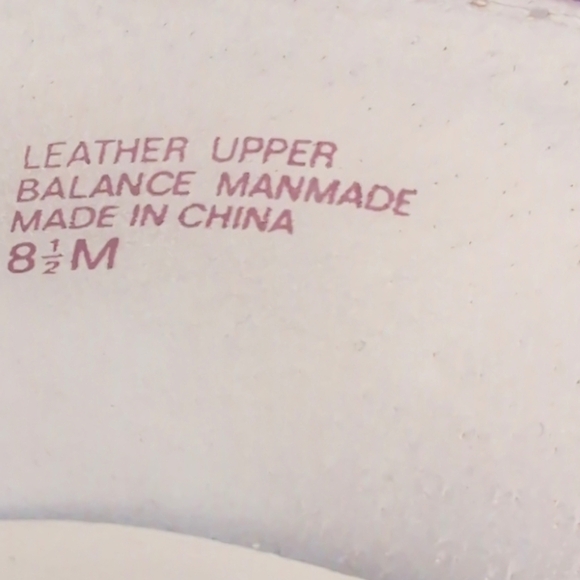 LEATHER UPPER
BALANCE MANMADE
MADE IN CHINA
8½M